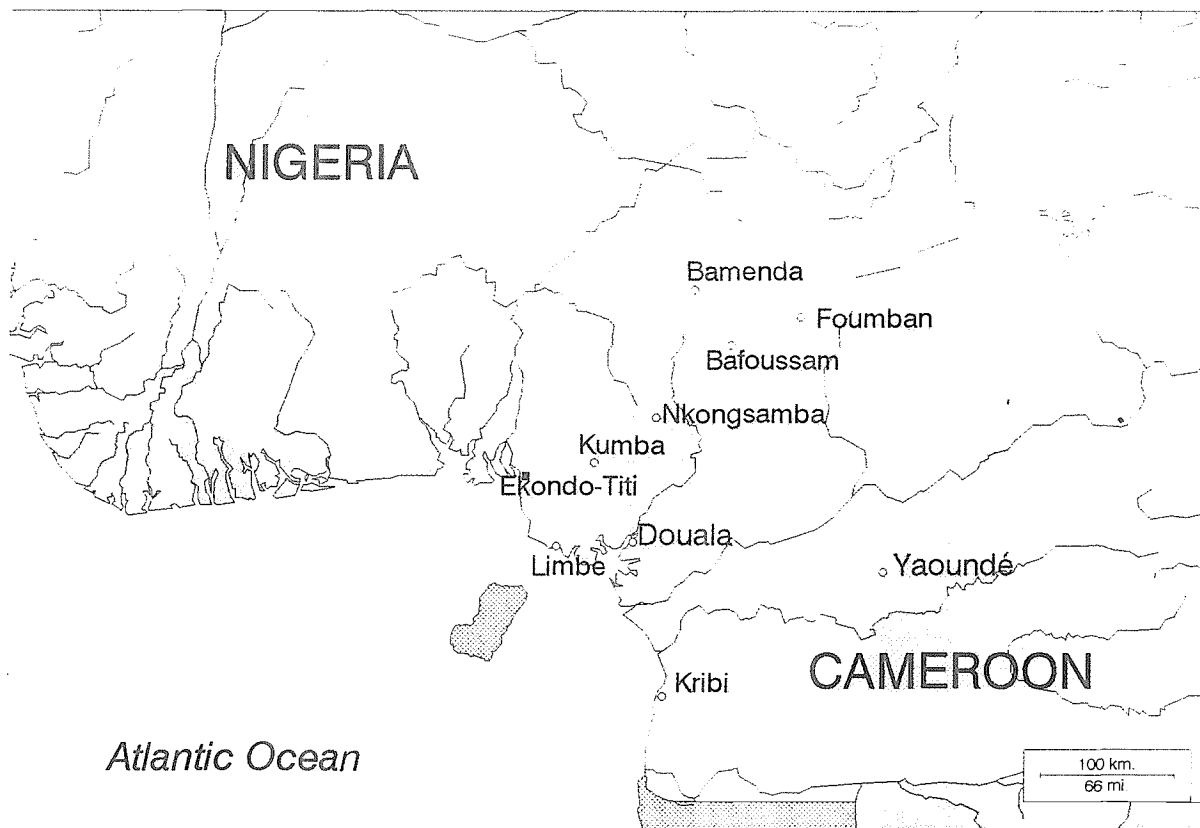 NIGERIA
Bamenda
Foumban
Bafoussam
Nkongsamba
Kumba
Ekondo-Titi
Douala
Limbe
Yaoundé
CAMEROON
Kribi
Atlantic Ocean
100 km.
66 mi.